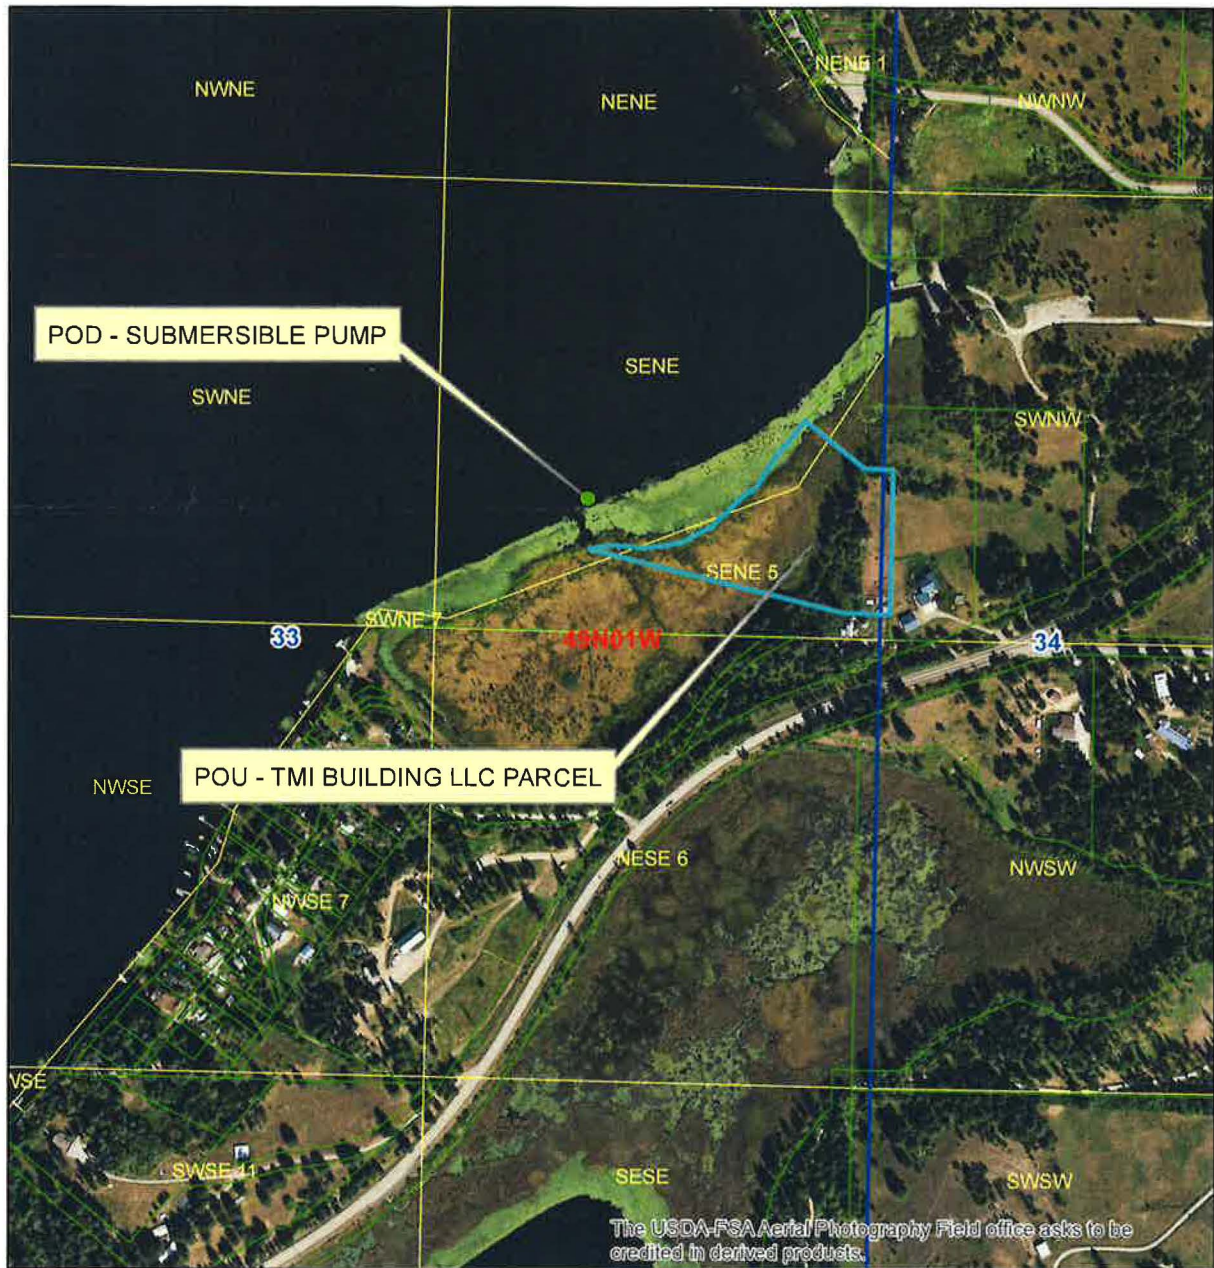 NWNE
NENE
NENE 1
NWNW
POD - SUBMERSIBLE PUMP
SENE
SWNE
SWNW
SENE 5
SWNE 7
33
49N01W
34
POU - TMI BUILDING LLC PARCEL
NWSE
NESE 6
NWSW
NWSE 7
SWSE 11
SESE
SWSW
The USDA-FSA Aerial Photography Field office asks to be
credited in derived products.